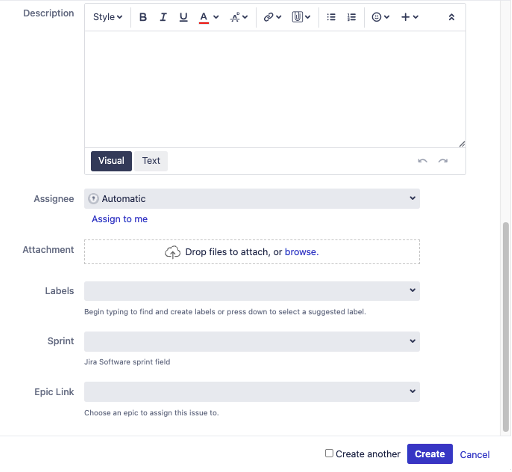 Description
Style B I U A
Visual Text
Assignee Automatic
Assign to me
Attachment Drop files to attach, or browse.
Labels
Begin typing to find and create labels or press down to select a suggested label.
Sprint
Jira Software sprint field
Epic Link
Choose an epic to assign this issue to.
Create another Create Cancel